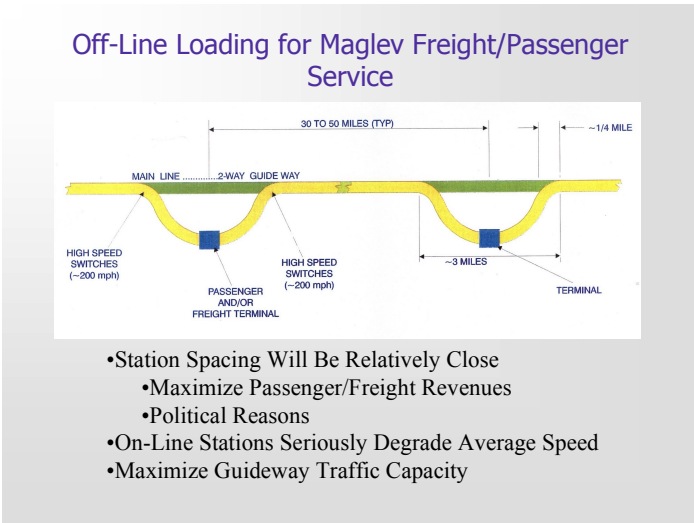 Off-Line Loading for Maglev Freight/Passenger
Service
30 TO 50 MILES (TYP)
~1/4 MILE
MAIN LINE ..............2-WAY GUIDE WAY
HIGH SPEED
SWITCHES
(~200 mph)
PASSENGER
AND/OR
FREIGHT TERMINAL
HIGH SPEED
SWITCHES
(~200 mph)
~3 MILES
TERMINAL
•Station Spacing Will Be Relatively Close
•Maximize Passenger/Freight Revenues
•Political Reasons
•On-Line Stations Seriously Degrade Average Speed
•Maximize Guideway Traffic Capacity